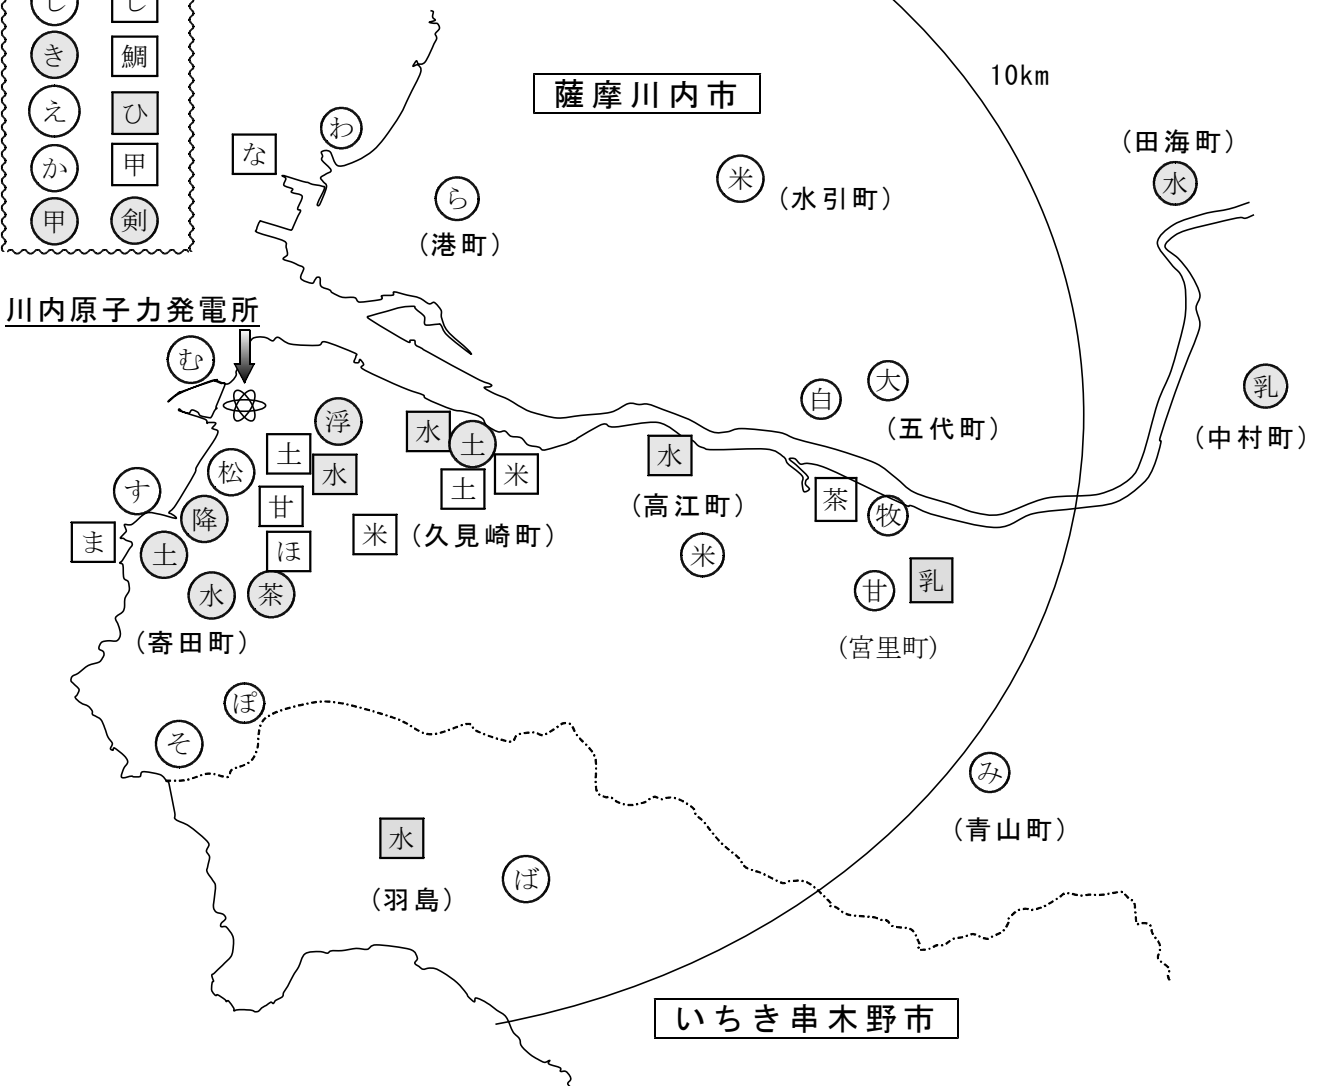 じ し
き 鯛
え ひ
か 甲
甲 剣
薩摩川内市
10km
(田海町)
水
わ
な
米
(水引町)
ら
(港町)
川内原子力発電所
む
白
大
(五代町)
乳
(中村町)
浮
水
土
土
水
松
土
米
水
(高江町)
す
甘
茶
牧
降
米
(久見崎町)
ま
土
ほ
米
水
茶
(寄田町)
甘
乳
(宮里町)
ぽ
そ
み
(青山町)
水
(羽島)
ば
いちき串木野市